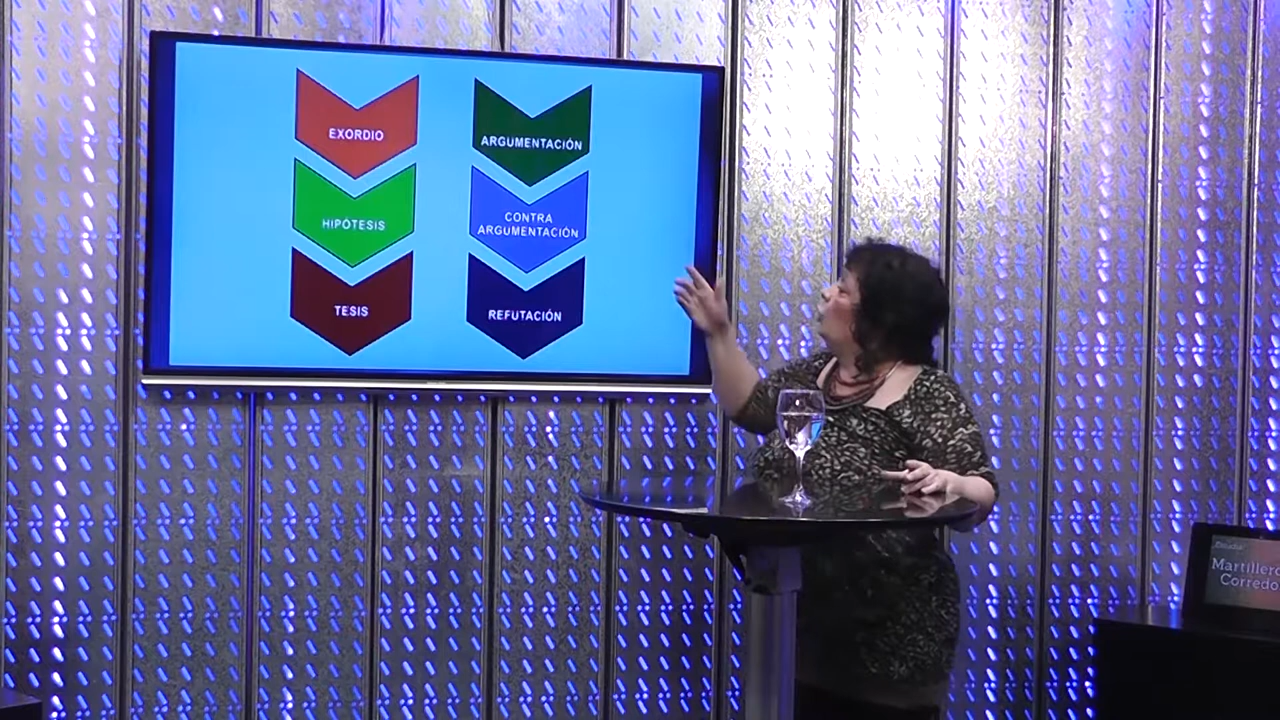 EXORDIO
HIPÓTESIS
TESIS
ARGUMENTACIÓN
CONTRA
ARGUMENTACIÓN
REFUTACIÓN
Martillero
Corredo